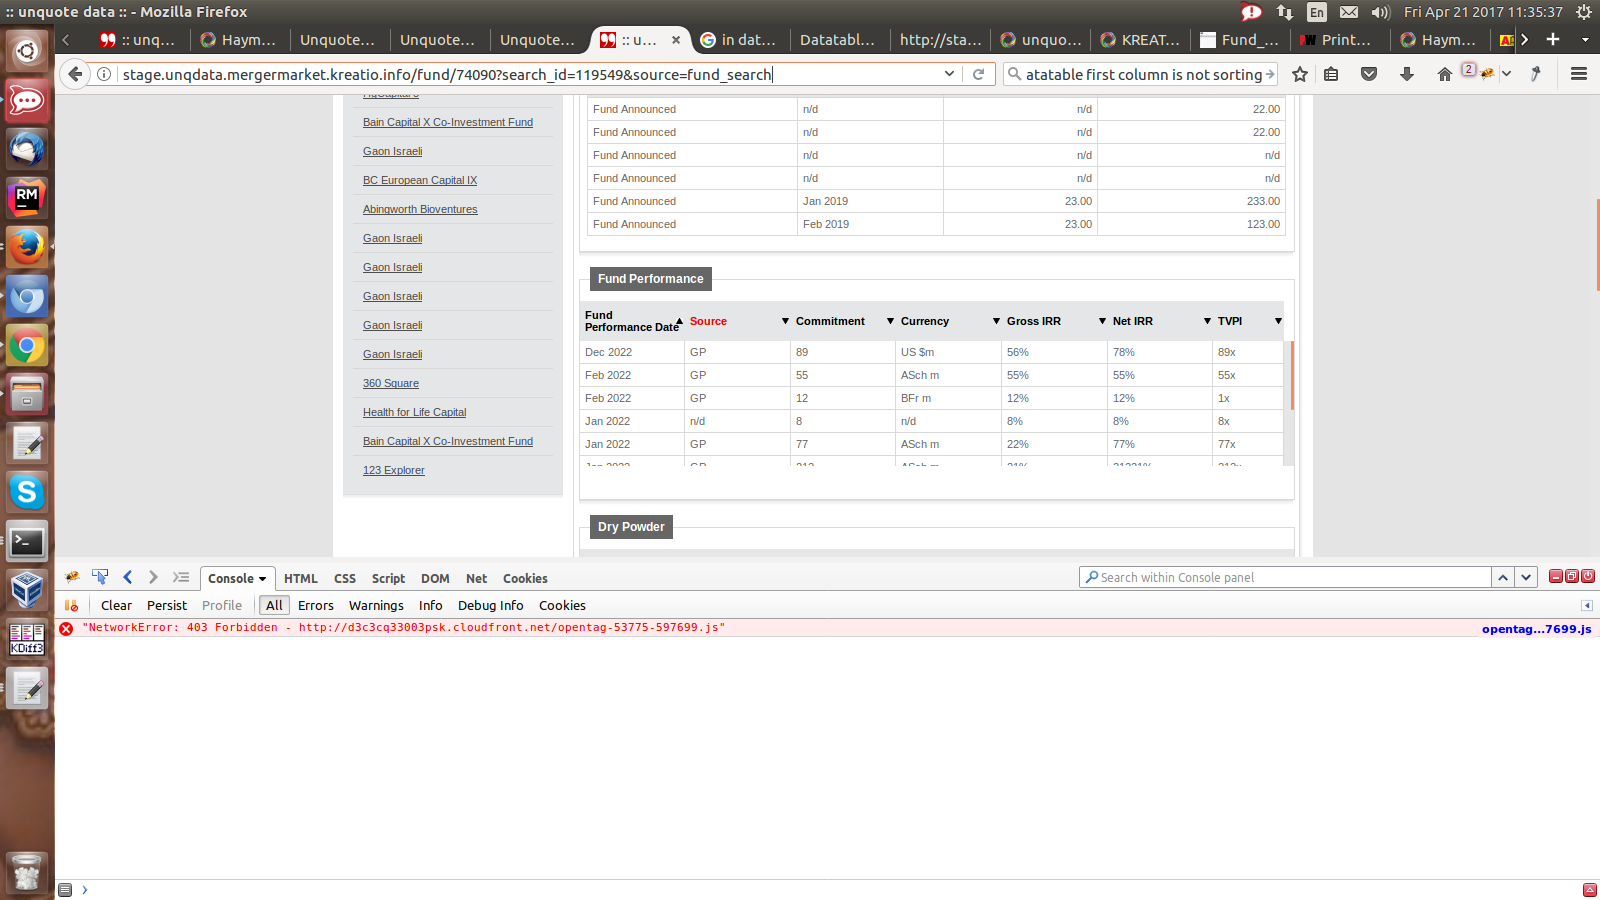 :: unquote data :: - Mozilla Firefox
En
Fri Apr 21 2017 11:35:37
:: unq...
Haym...
Unquote...
Unquote...
Unquote...
:: u...
in dat...
Datatabl...
http://sta...
unquo...
KREAT...
Fund_...
Print...
Haym...
stage.unqdata.mergermarket.kreatio.info/fund/74090?search_id=119549&source=fund_search
atatable first column is not sorting
2
Bain Capital X Co-Investment Fund
Gaon Israeli
BC European Capital IX
Abingworth Bioventures
Gaon Israeli
Gaon Israeli
Gaon Israeli
Gaon Israeli
Gaon Israeli
360 Square
Health for Life Capital
Bain Capital X Co-Investment Fund
123 Explorer
Fund Announced n/d n/d 22.00
Fund Announced n/d n/d 22.00
Fund Announced n/d n/d n/d
Fund Announced n/d n/d n/d
Fund Announced Jan 2019 23.00 233.00
Fund Announced Feb 2019 23.00 123.00
Fund Performance
Fund Performance Date Source Commitment Currency Gross IRR Net IRR TVPI
Dec 2022 GP 89 US $m 56% 78% 89x
Feb 2022 GP 55 ASch m 55% 55% 55x
Feb 2022 GP 12 BFr m 12% 12% 1x
Jan 2022 n/d 8 n/d 8% 8% 8x
Jan 2022 GP 77 ASch m 22% 77% 77x
Dry Powder
Console HTML CSS Script DOM Net Cookies
Search within Console panel
Clear Persist Profile All Errors Warnings Info Debug Info Cookies
"NetworkError: 403 Forbidden - http://d3c3cq33003psk.cloudfront.net/opentag-53775-597699.js"
opentag...7699.js
RM
KDiff3